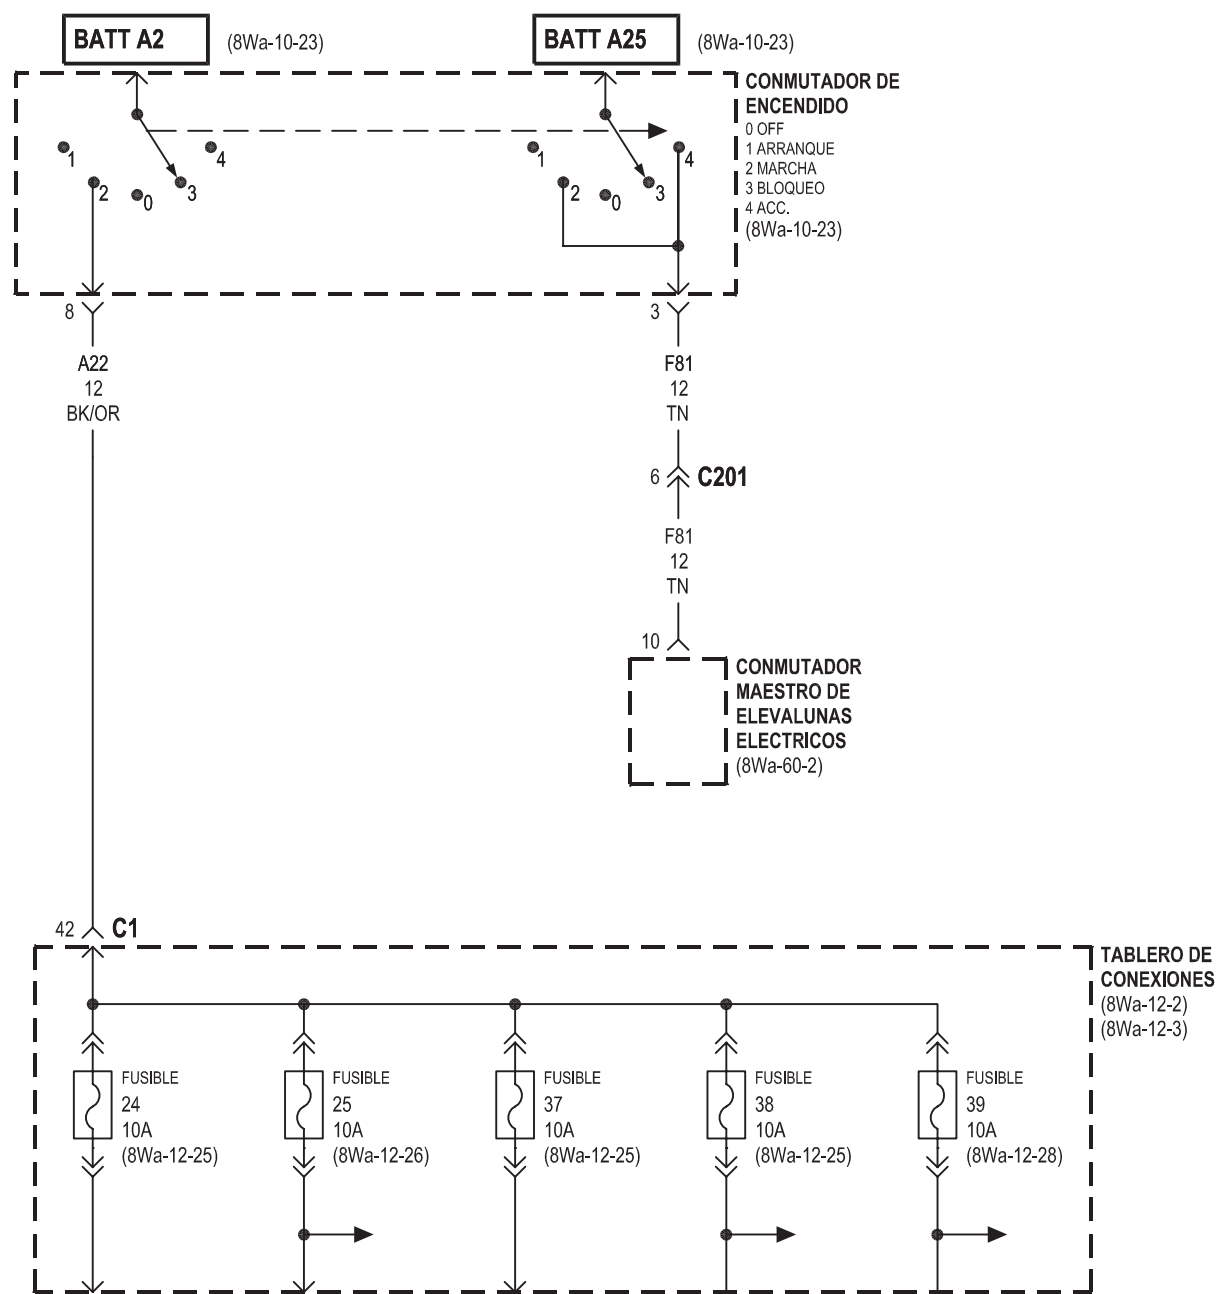 BATT A2
(8Wa-10-23)
BATT A25
(8Wa-10-23)
CONMUTADOR DE
ENCENDIDO
0 OFF
1 ARRANQUE
2 MARCHA
3 BLOQUEO
4 ACC.
(8Wa-10-23)
1
2
0
3
4
1
2
0
3
4
8
3
A22
12
BK/OR
F81
12
TN
6
C201
F81
12
TN
10
CONMUTADOR
MAESTRO DE
ELEVALUNAS
ELECTRICOS
(8Wa-60-2)
42
C1
TABLERO DE
CONEXIONES
(8Wa-12-2)
(8Wa-12-3)
FUSIBLE
24
10A
(8Wa-12-25)
FUSIBLE
25
10A
(8Wa-12-26)
FUSIBLE
37
10A
(8Wa-12-25)
FUSIBLE
38
10A
(8Wa-12-25)
FUSIBLE
39
10A
(8Wa-12-28)